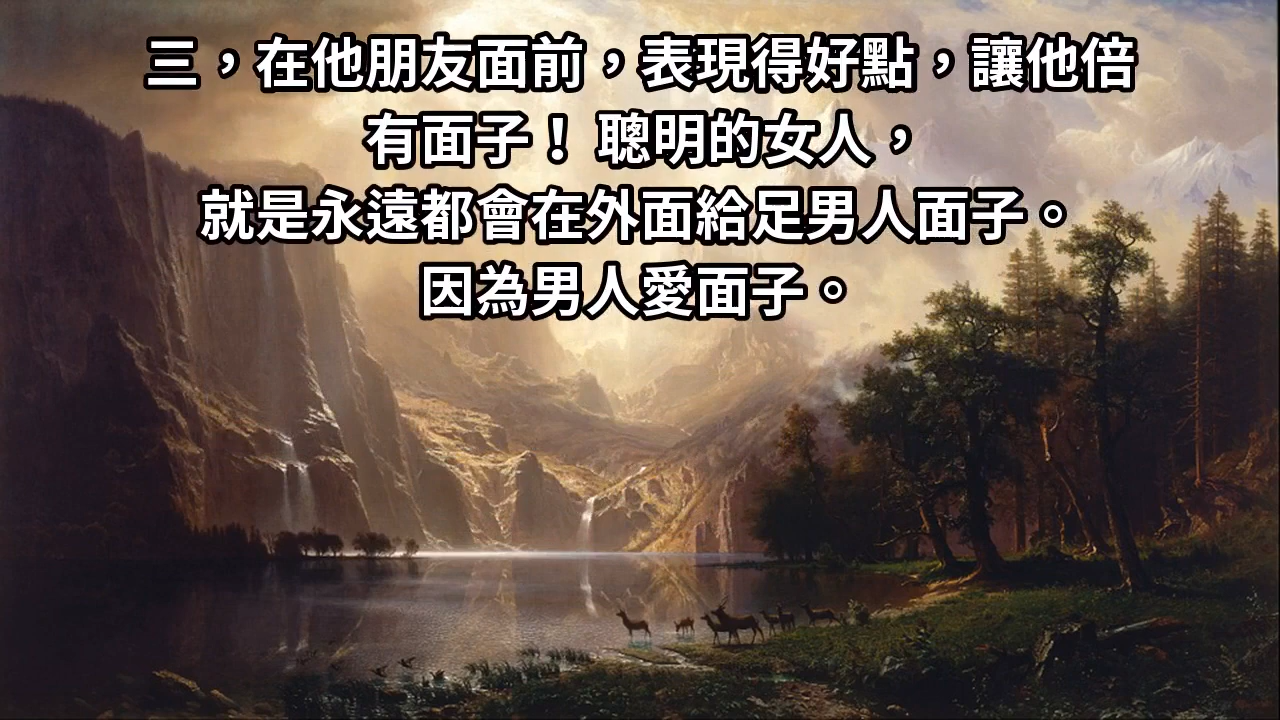 三，在他朋友面前，表現得好點，讓他倍
有面子！ 聰明的女人，
就是永遠都會在外面給足男人面子。
因為男人愛面子。